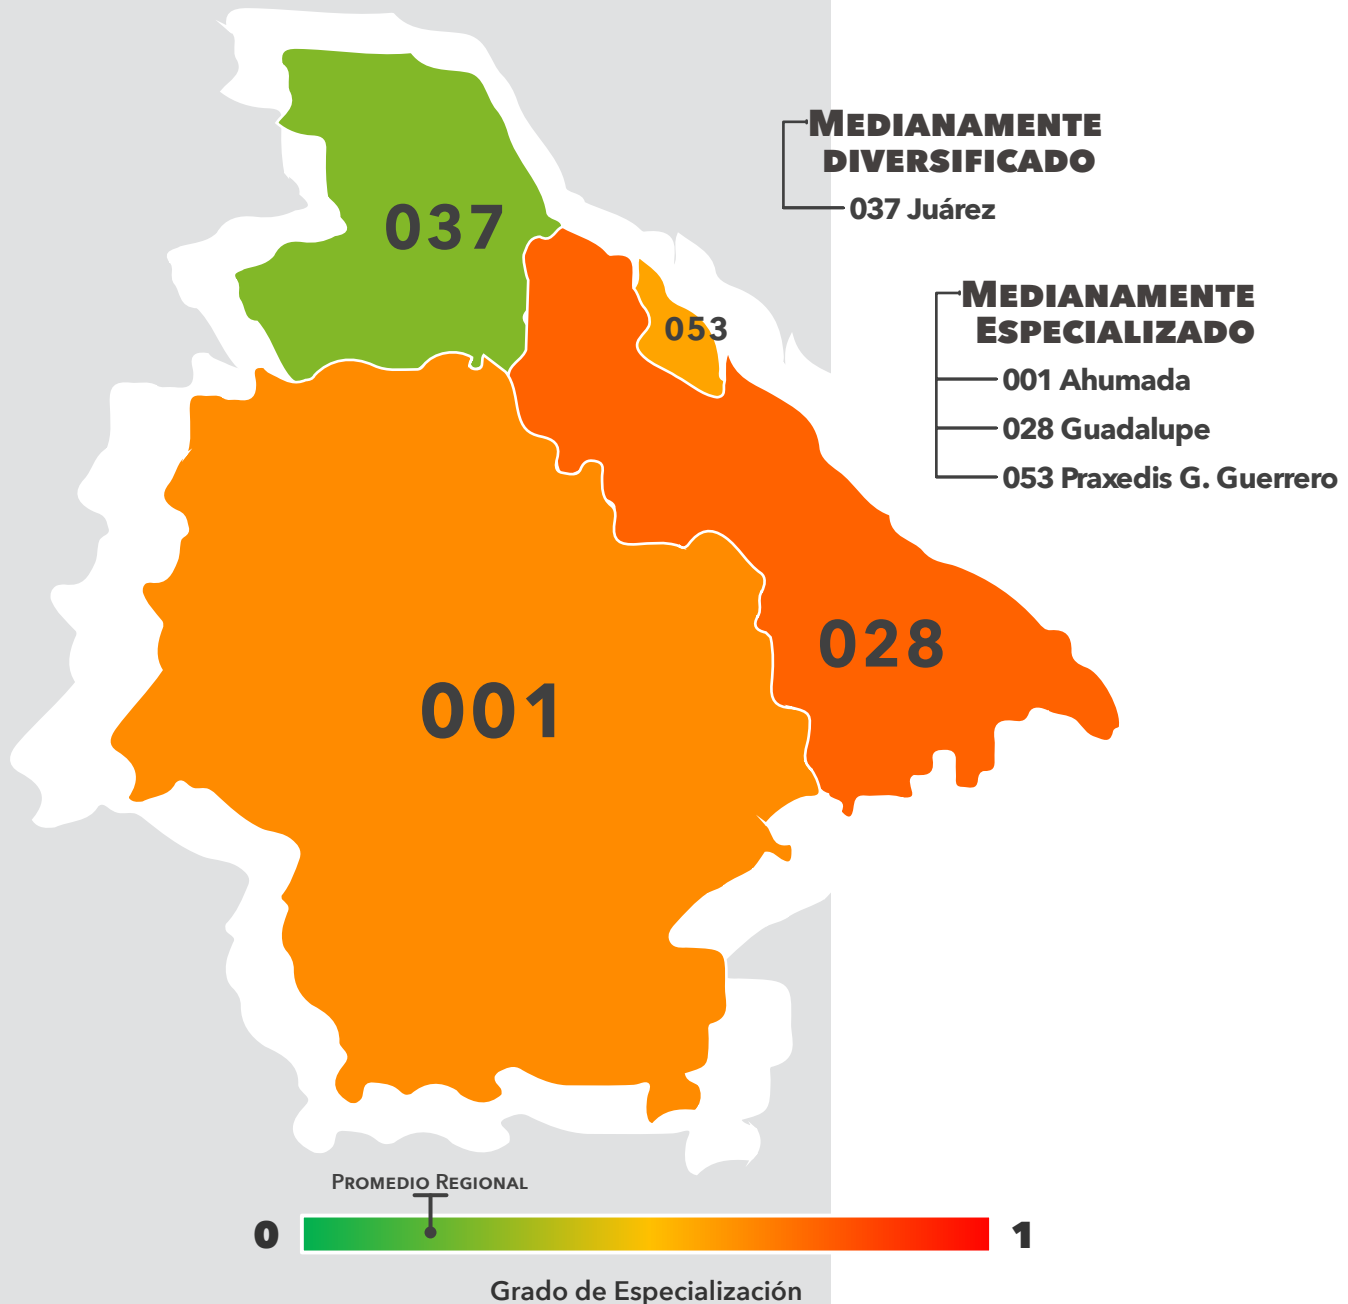 MEDIANAMENTE
DIVERSIFICADO
037 Juárez
037
MEDIANAMENTE
ESPECIALIZADO
053
001 Ahumada
028 Guadalupe
053 Praxedis G. Guerrero
028
001
PROMEDIO REGIONAL
0
1
Grado de Especialización